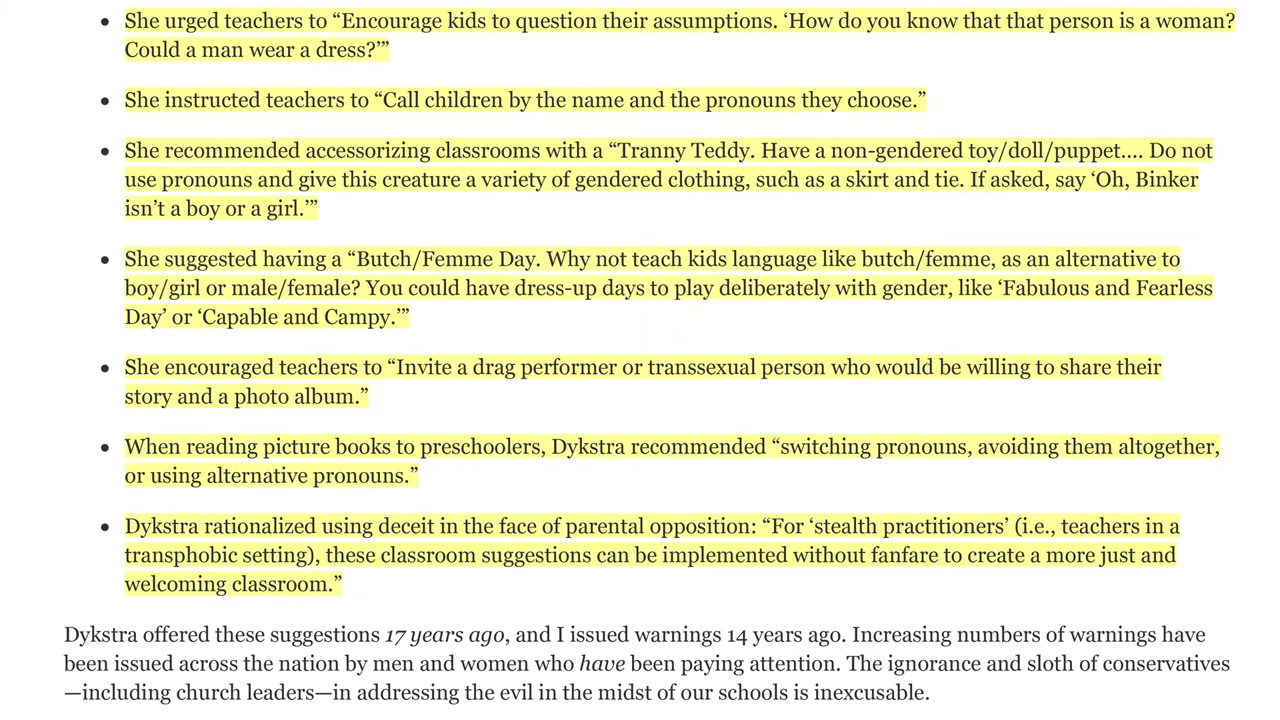 • She urged teachers to “Encourage kids to question their assumptions. ‘How do you know that that person is a woman?
Could a man wear a dress?’”
• She instructed teachers to “Call children by the name and the pronouns they choose.”
• She recommended accessorizing classrooms with a “Tranny Teddy. Have a non-gendered toy/doll/puppet…. Do not
use pronouns and give this creature a variety of gendered clothing, such as a skirt and tie. If asked, say ‘Oh, Binker
isn’t a boy or a girl.’”
• She suggested having a “Butch/Femme Day. Why not teach kids language like butch/femme, as an alternative to
boy/girl or male/female? You could have dress-up days to play deliberately with gender, like ‘Fabulous and Fearless
Day’ or ‘Capable and Campy.’”
• She encouraged teachers to “Invite a drag performer or transsexual person who would be willing to share their
story and a photo album.”
• When reading picture books to preschoolers, Dykstra recommended “switching pronouns, avoiding them altogether,
or using alternative pronouns.”
• Dykstra rationalized using deceit in the face of parental opposition: “For ‘stealth practitioners’ (i.e., teachers in a
transphobic setting), these classroom suggestions can be implemented without fanfare to create a more just and
welcoming classroom.”
Dykstra offered these suggestions 17 years ago, and I issued warnings 14 years ago. Increasing numbers of warnings have
been issued across the nation by men and women who have been paying attention. The ignorance and sloth of conservatives
—including church leaders—in addressing the evil in the midst of our schools is inexcusable.